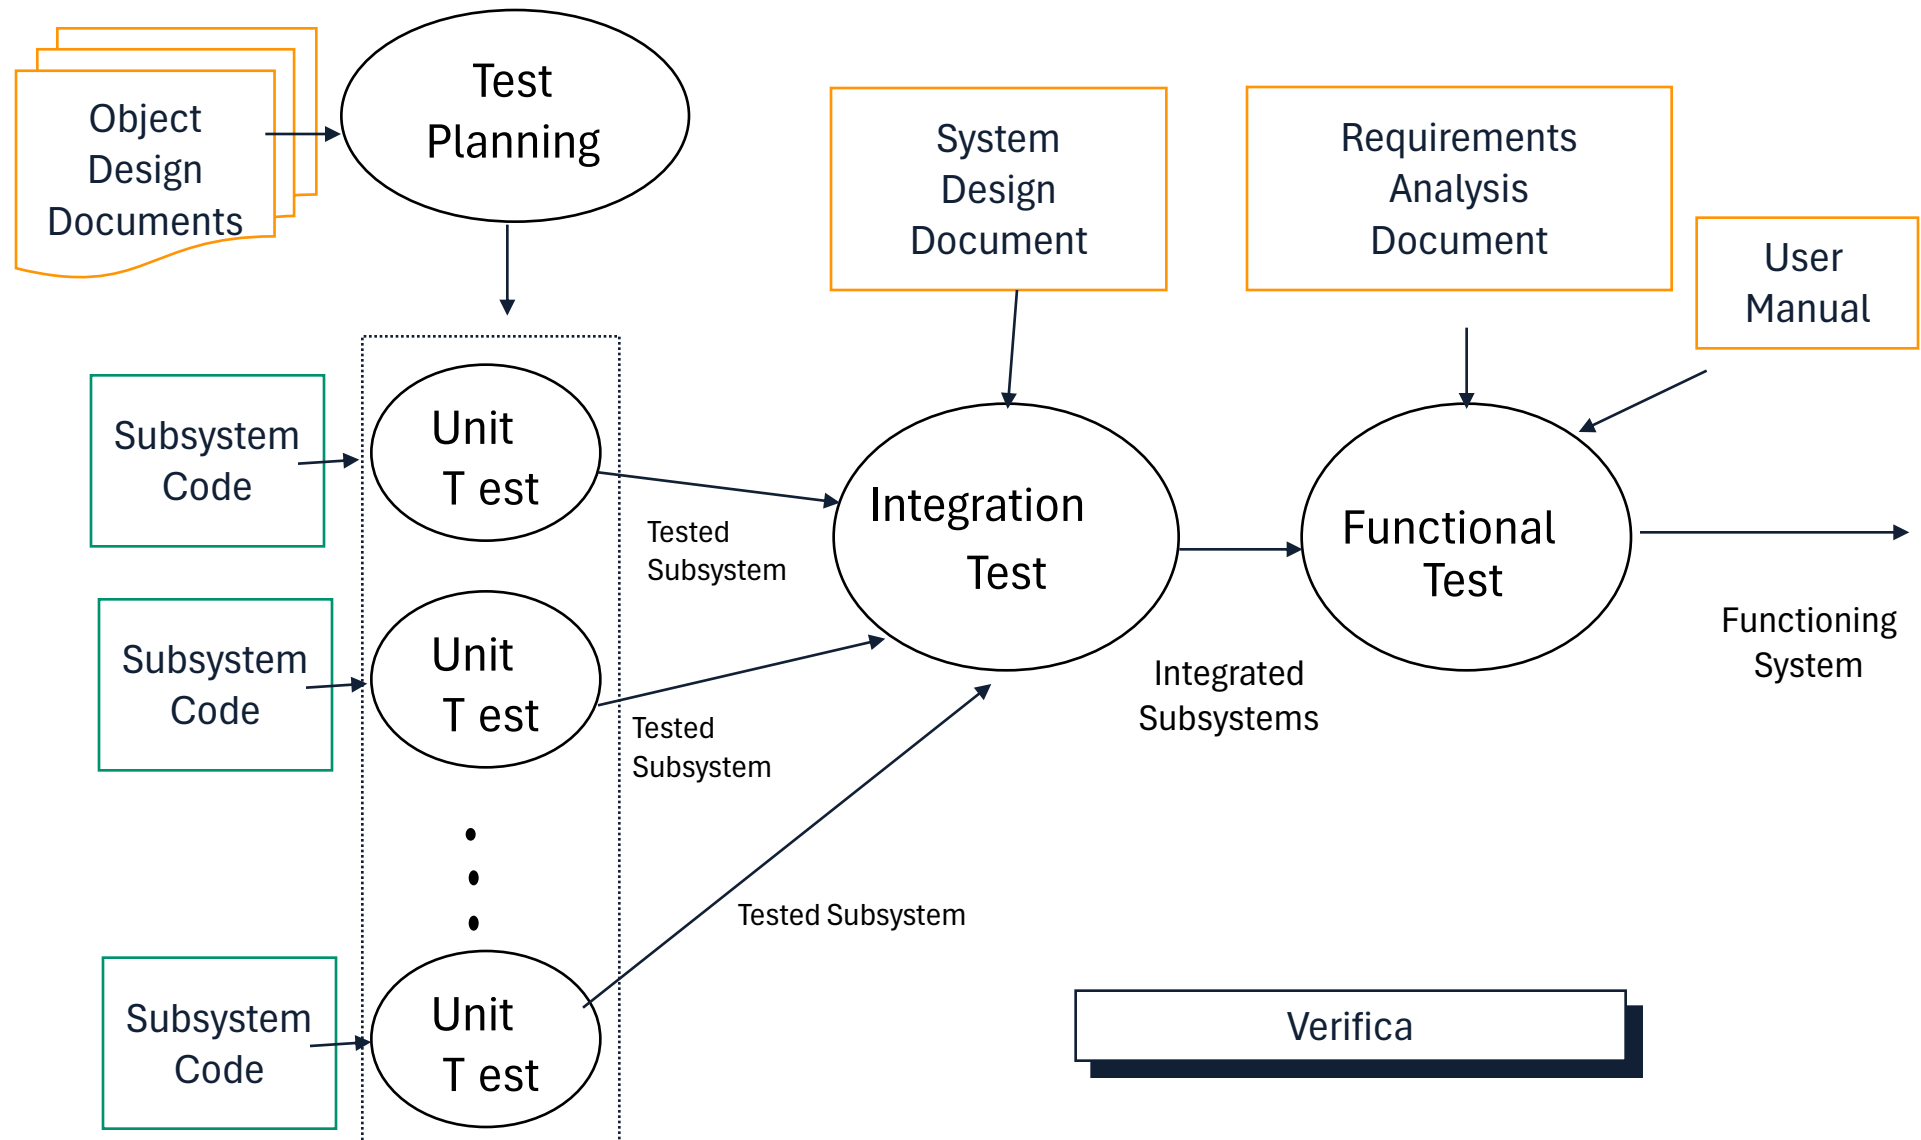 Object
Design
Documents
Test
Planning
System
Design
Document
Requirements
Analysis
Document
User
Manual
Subsystem
Code
Unit
T est
Tested
Subsystem
Integration
Test
Functional
Test
Functioning
System
Subsystem
Code
Unit
T est
Tested
Subsystem
Integrated
Subsystems
Tested Subsystem
Subsystem
Code
Unit
T est
Verifica